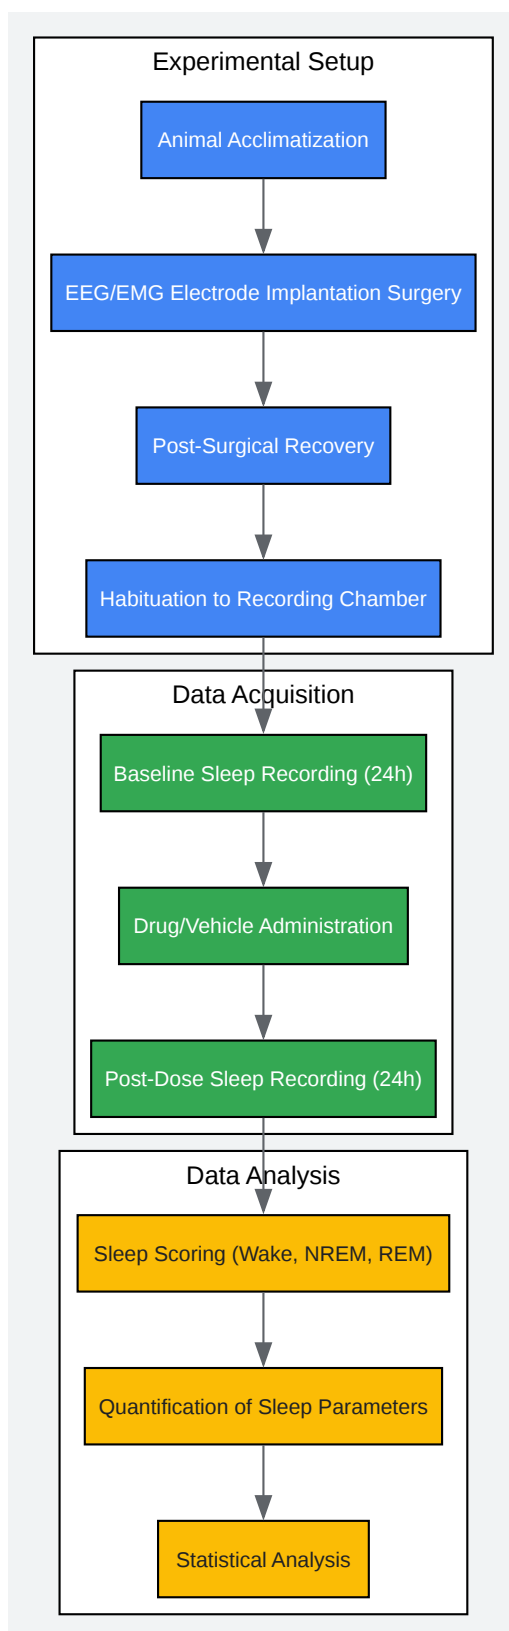 Experimental Setup
Animal Acclimatization
EEG/EMG Electrode Implantation Surgery
Post-Surgical Recovery
Habituation to Recording Chamber
Data Acquisition
Baseline Sleep Recording (24h)
Drug/Vehicle Administration
Post-Dose Sleep Recording (24h)
Data Analysis
Sleep Scoring (Wake, NREM, REM)
Quantification of Sleep Parameters
Statistical Analysis